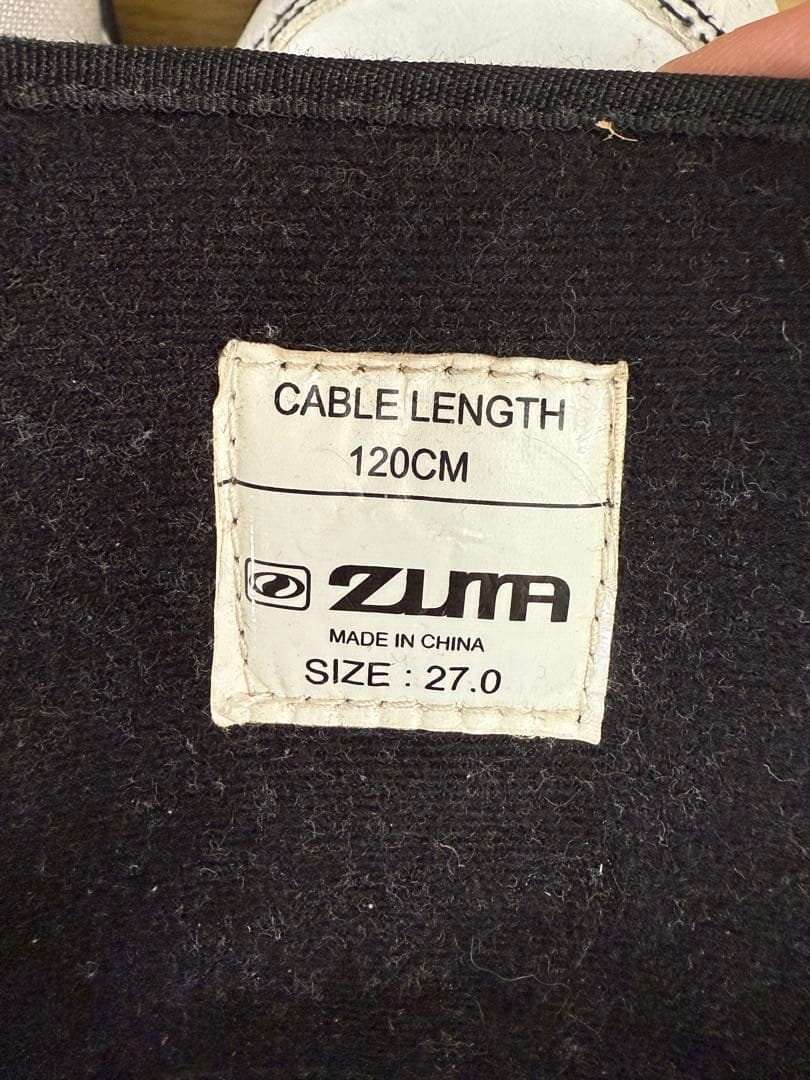 CABLE LENGTH
120CM
ZUMA
MADE IN CHINA
SIZE : 27.0